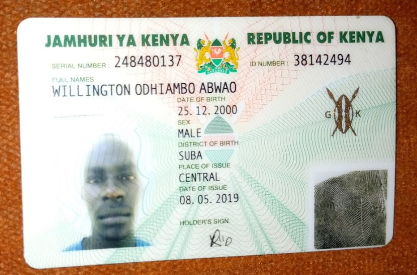 JAMHURI YA KENYA REPUBLIC OF KENYA
SERIAL NUMBER: 248480137 ID NUMBER: 38142494
FULL NAMES
WILLINGTON ODHIAMBO ABWAO
DATE OF BIRTH
25. 12. 2000
SEX
MALE
G K
DISTRICT OF BIRTH
SUBA
PLACE OF ISSUE
CENTRAL
DATE OF ISSUE
08. 05. 2019
HOLDER'S SIGN.